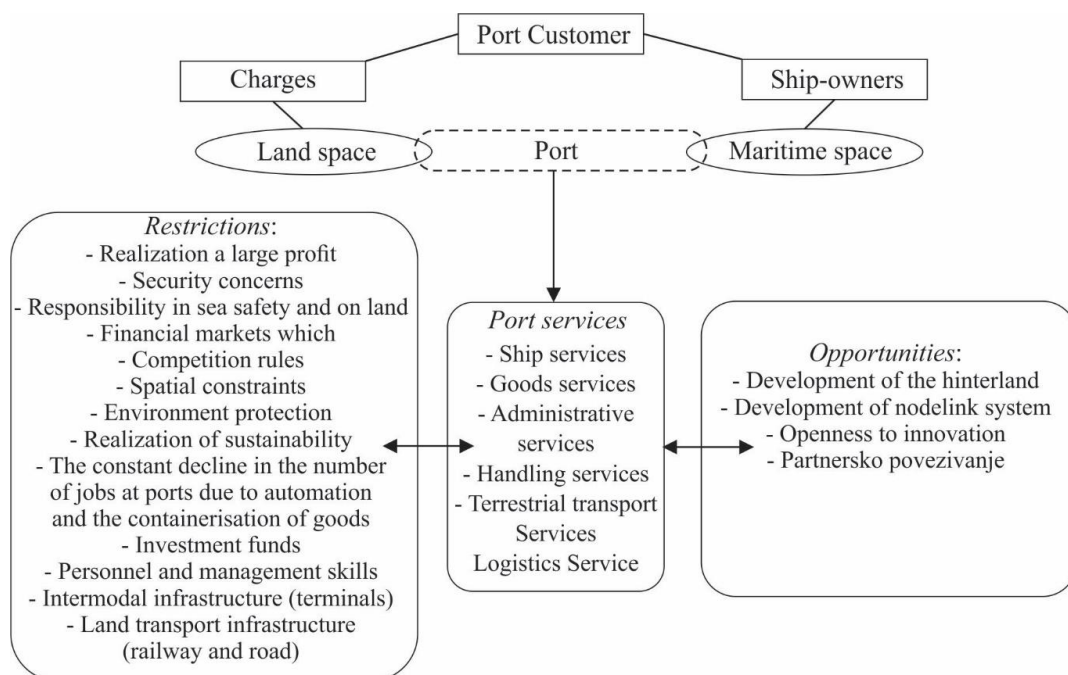 Port Customer
Charges
Ship-owners
Land space
Port
Maritime space
Restrictions:
- Realization a large profit
- Security concerns
- Responsibility in sea safety and on land
- Financial markets which
- Competition rules
- Spatial constraints
- Environment protection
- Realization of sustainability
- The constant decline in the number
of jobs at ports due to automation
and the containerisation of goods
- Investment funds
- Personnel and management skills
- Intermodal infrastructure (terminals)
- Land transport infrastructure
(railway and road)
Port services
- Ship services
- Goods services
- Administrative
services
- Handling services
- Terrestrial transport
Services
Logistics Service
Opportunities:
- Development of the hinterland
- Development of nodelink system
- Openness to innovation
- Partnersko povezivanje